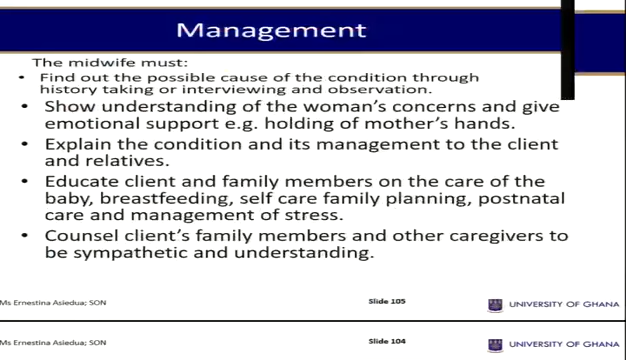 Management
The midwife must:
• Find out the possible cause of the condition through
history taking or interviewing and observation.
• Show understanding of the woman's concerns and give
emotional support e.g. holding of mother's hands.
• Explain the condition and its management to the client
and relatives.
• Educate client and family members on the care of the
baby, breastfeeding, self care family planning, postnatal
care and management of stress.
• Counsel client's family members and other caregivers to
be sympathetic and understanding.
Ms Ernestina Asiedua; SON Slide 105 UNIVERSITY OF GHANA
Ms Ernestina Asiedua; SON Slide 104 UNIVERSITY OF GHANA